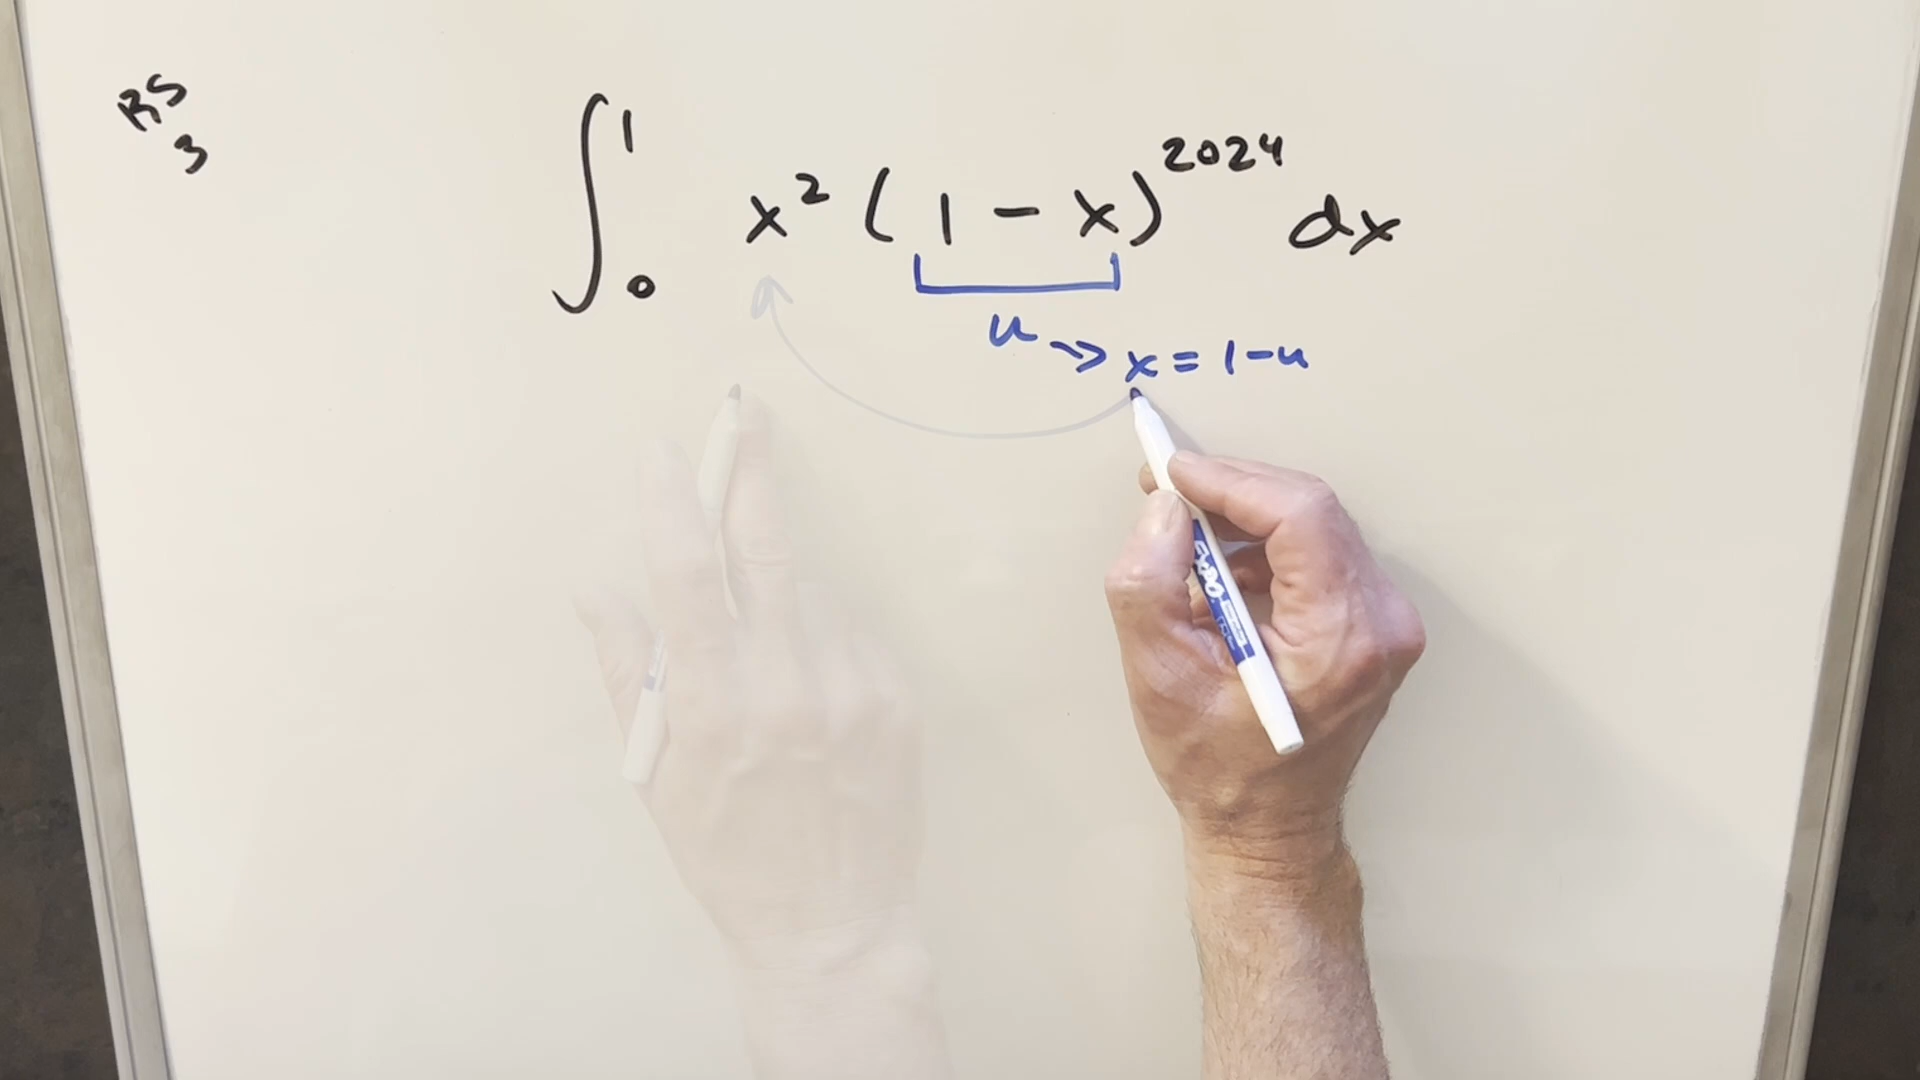 RS
3
∫₀¹ x² (1 - x)²⁰²⁴ dx
u → x = 1-u
EXPO